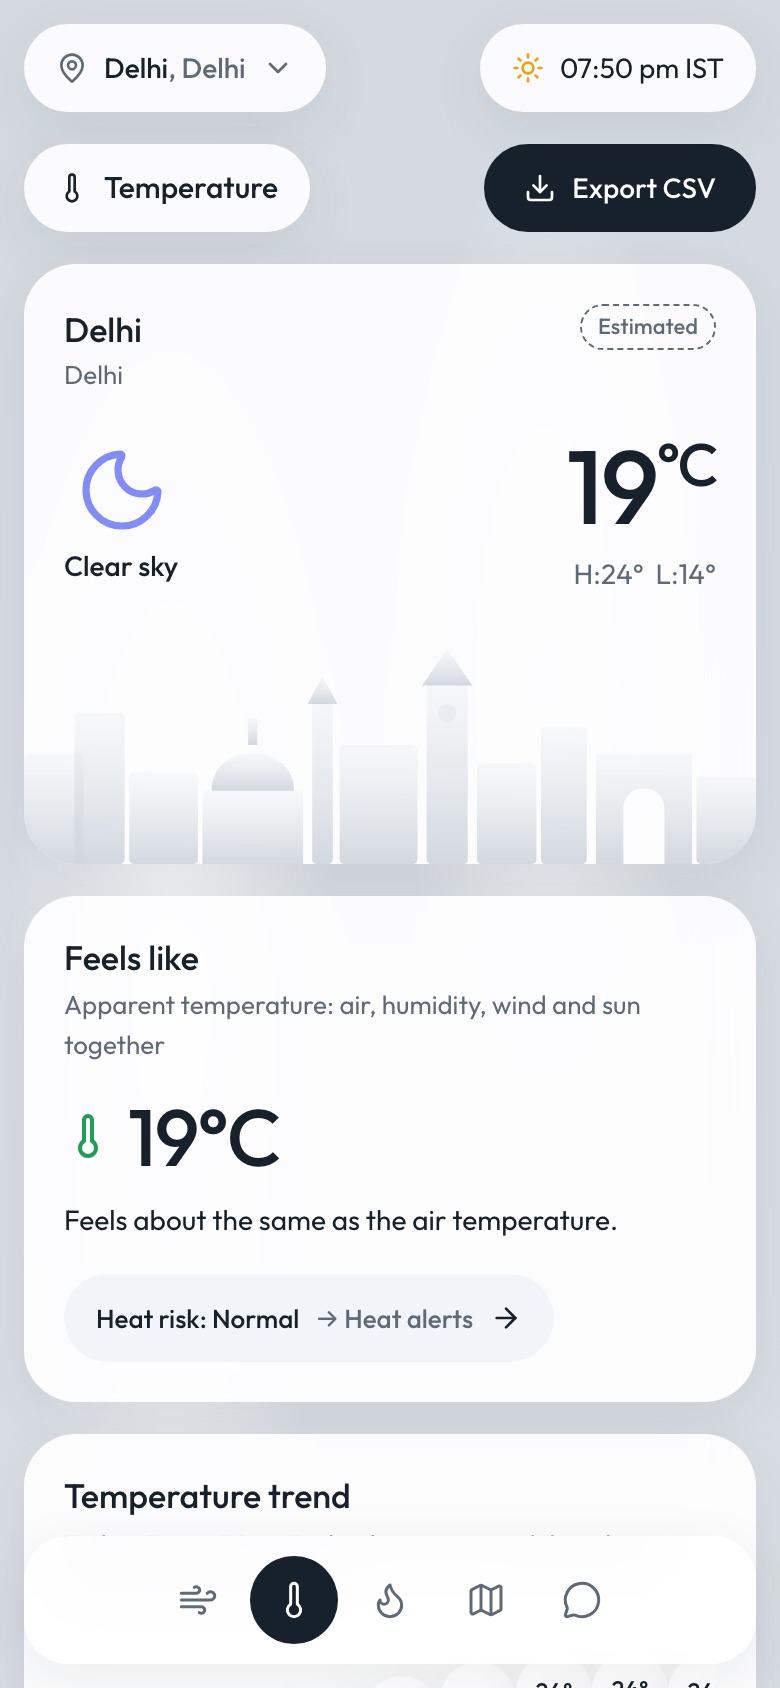 Delhi, Delhi
07:50 pm IST
Temperature
Export CSV
Delhi
Estimated
Delhi
19°C
Clear sky
H:24° L:14°
Feels like
Apparent temperature: air, humidity, wind and sun
together
19°C
Feels about the same as the air temperature.
Heat risk: Normal → Heat alerts →
Temperature trend